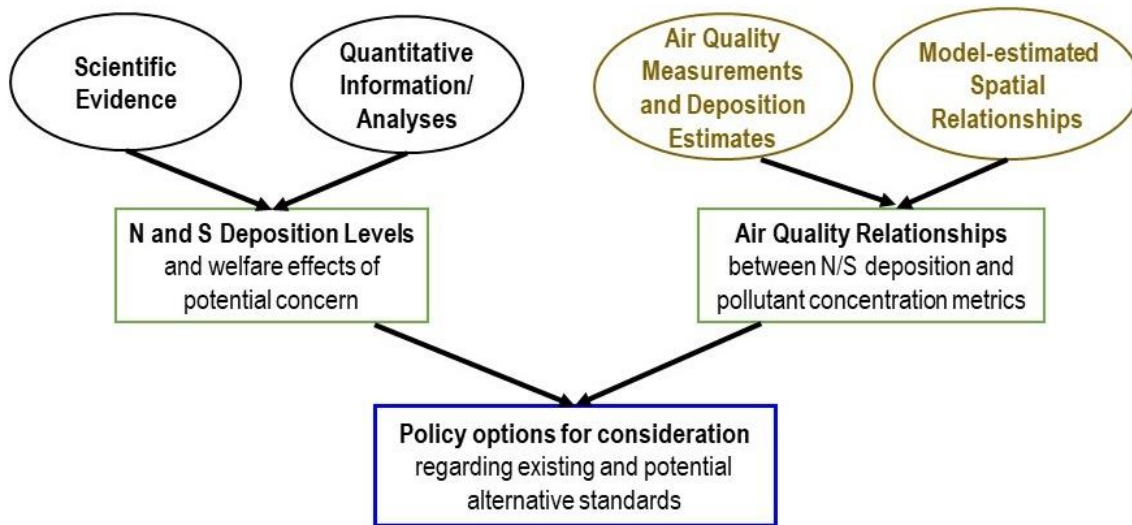 Scientific
Evidence
Quantitative
Information/
Analyses
Air Quality
Measurements
and Deposition
Estimates
Model-estimated
Spatial
Relationships
N and S Deposition Levels
and welfare effects of
potential concern
Air Quality Relationships
between N/S deposition and
pollutant concentration metrics
Policy options for consideration
regarding existing and potential
alternative standards